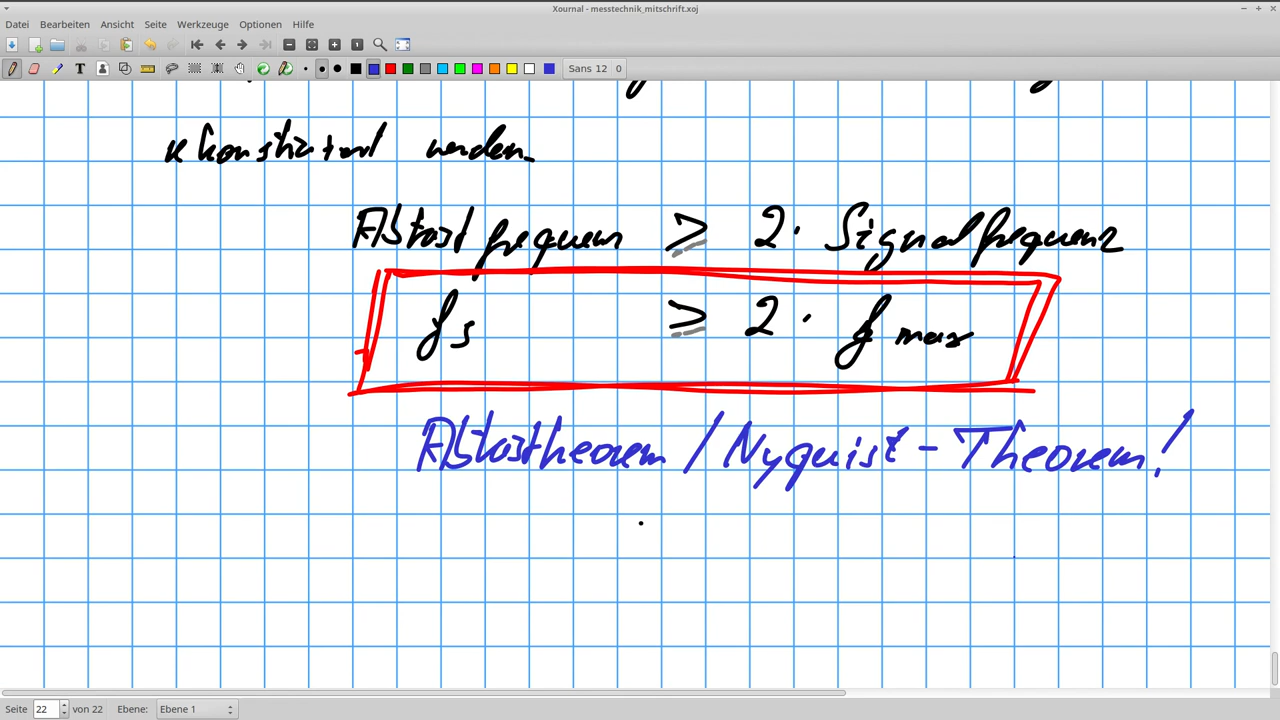 Xournal - messtechnik_mitschrift.xoj
Datei Bearbeiten Ansicht Seite Werkzeuge Optionen Hilfe
Sans 12 0
rekonstruiert werden.
Abtastfrequenz ≥ 2 · Signalfrequenz
fs ≥ 2 · fmax
Abtasttheorem / Nyquist - Theorem!
Seite 22 von 22 Ebene: Ebene 1